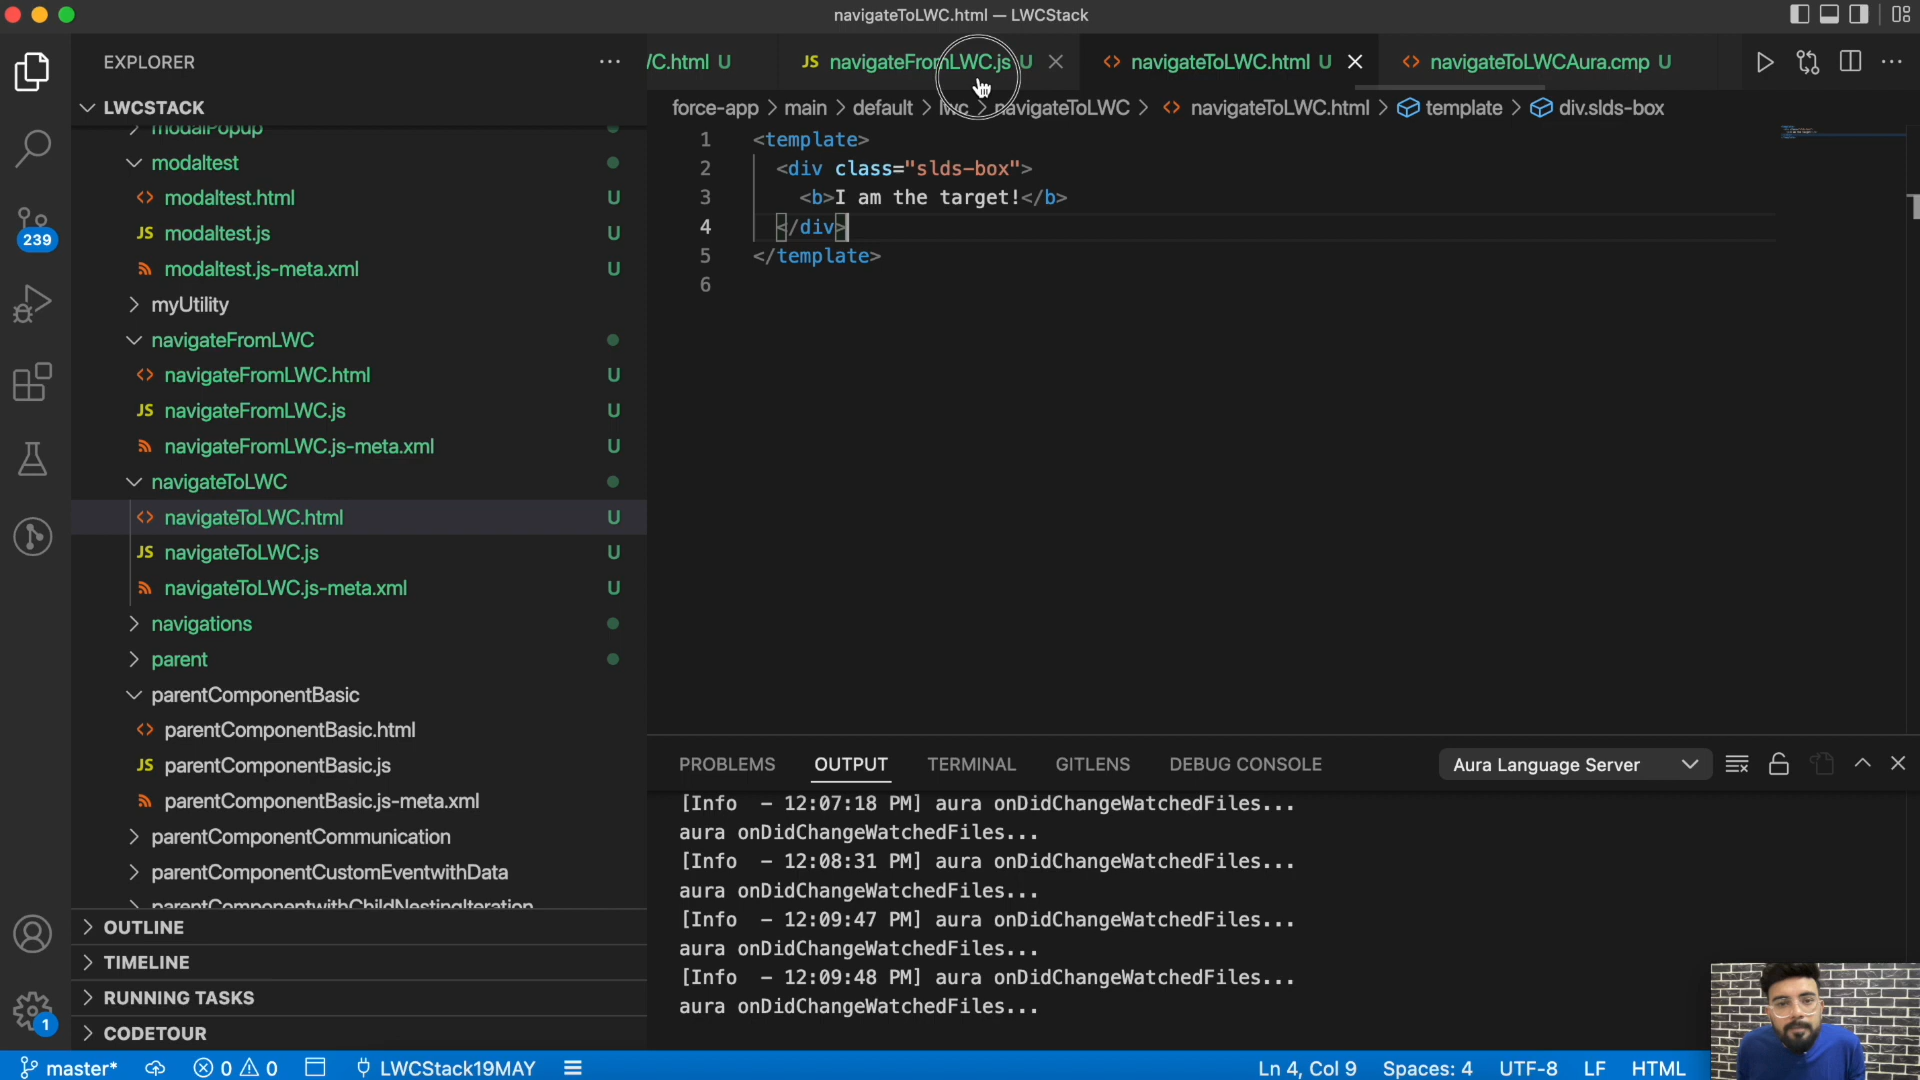 navigateToLWC.html — LWCStack
EXPLORER
LWCSTACK
modalPopup
modaltest
modaltest.html U
JS modaltest.js U
modaltest.js-meta.xml U
myUtility
navigateFromLWC
navigateFromLWC.html U
JS navigateFromLWC.js U
navigateFromLWC.js-meta.xml U
navigateToLWC
navigateToLWC.html U
JS navigateToLWC.js U
navigateToLWC.js-meta.xml U
navigations
parent
parentComponentBasic
parentComponentBasic.html
JS parentComponentBasic.js
parentComponentBasic.js-meta.xml
parentComponentCommunication
parentComponentCustomEventwithData
parentComponentwithChildNestingIteration
OUTLINE
TIMELINE
RUNNING TASKS
CODETOUR
239
1
VC.html U JS navigateFromLWC.js U navigateToLWC.html U navigateToLWCAura.cmp U
force-app > main > default > lwc > navigateToLWC > navigateToLWC.html > template > div.slds-box
1 <template>
2 <div class="slds-box">
3 <b>I am the target!</b>
4 </div>
5 </template>
6
PROBLEMS OUTPUT TERMINAL GITLENS DEBUG CONSOLE Aura Language Server
[Info - 12:07:18 PM] aura onDidChangeWatchedFiles...
aura onDidChangeWatchedFiles...
[Info - 12:08:31 PM] aura onDidChangeWatchedFiles...
aura onDidChangeWatchedFiles...
[Info - 12:09:47 PM] aura onDidChangeWatchedFiles...
aura onDidChangeWatchedFiles...
[Info - 12:09:48 PM] aura onDidChangeWatchedFiles...
aura onDidChangeWatchedFiles...
master* 0 0 LWCStack19MAY Ln 4, Col 9 Spaces: 4 UTF-8 LF HTML